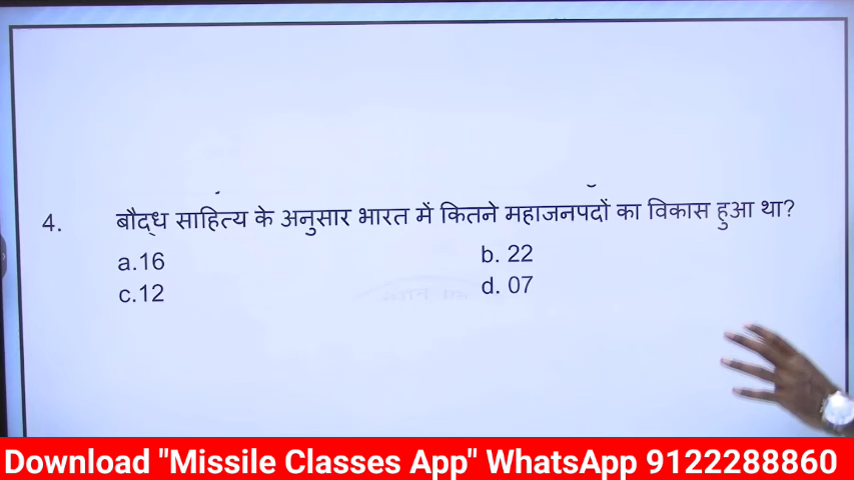 4. बौद्ध साहित्य के अनुसार भारत में कितने महाजनपदों का विकास हुआ था?
a.16 b. 22
c.12 d. 07
Download "Missile Classes App" WhatsApp 9122288860